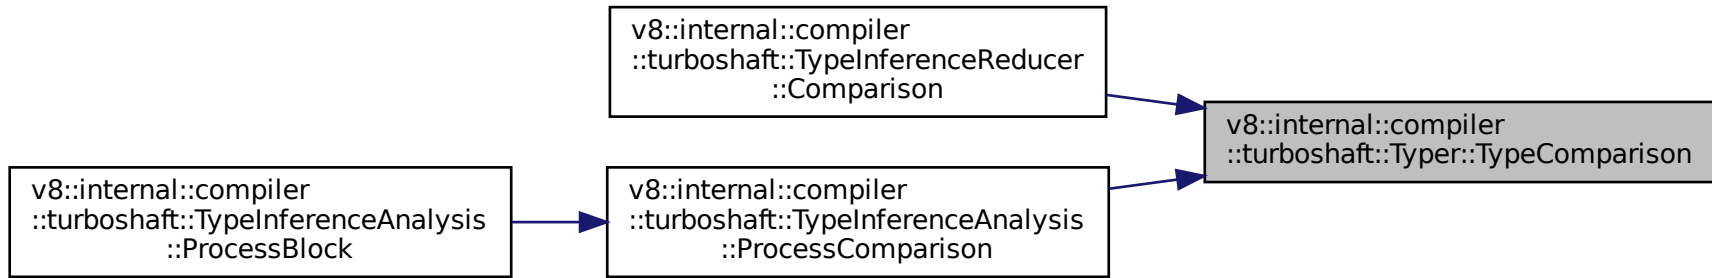 v8::internal::compiler
::turboshaft::TypeInferenceReducer
::Comparison
v8::internal::compiler
::turboshaft::Typer::TypeComparison
v8::internal::compiler
::turboshaft::TypeInferenceAnalysis
::ProcessBlock
v8::internal::compiler
::turboshaft::TypeInferenceAnalysis
::ProcessComparison